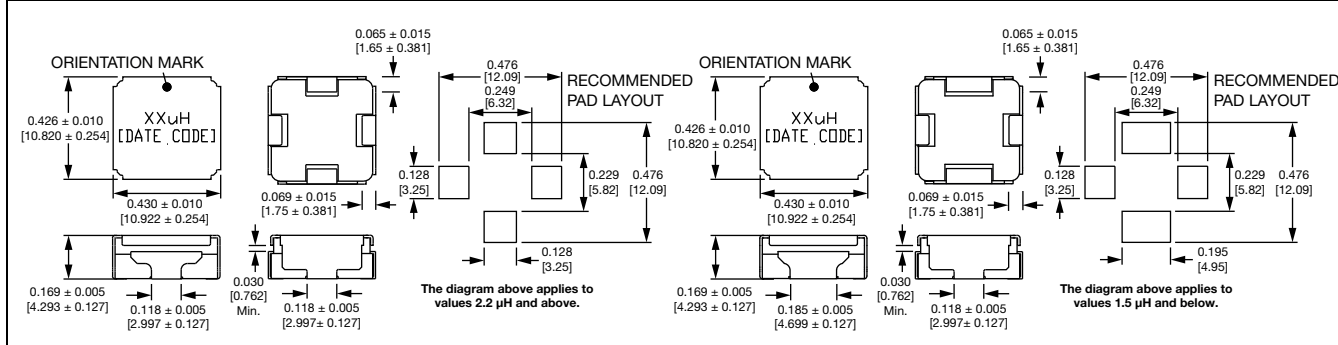 ORIENTATION MARK
XXuH
[DATE CODE]
0.426 ± 0.010
[10.820 ± 0.254]
0.430 ± 0.010
[10.922 ± 0.254]
0.169 ± 0.005
[4.293 ± 0.127]
0.118 ± 0.005
[2.997± 0.127]
0.065 ± 0.015
[1.65 ± 0.381]
0.069 ± 0.015
[1.75 ± 0.381]
0.030
[0.762]
Min.
0.118 ± 0.005
[2.997± 0.127]
0.476
[12.09]
0.249
[6.32]
RECOMMENDED
PAD LAYOUT
0.128
[3.25]
0.229
[5.82]
0.476
[12.09]
0.128
[3.25]
The diagram above applies to
values 2.2 µH and above.
ORIENTATION MARK
XXuH
[DATE CODE]
0.426 ± 0.010
[10.820 ± 0.254]
0.430 ± 0.010
[10.922 ± 0.254]
0.169 ± 0.005
[4.293 ± 0.127]
0.185 ± 0.005
[4.699 ± 0.127]
0.065 ± 0.015
[1.65 ± 0.381]
0.069 ± 0.015
[1.75 ± 0.381]
0.030
[0.762]
Min.
0.118 ± 0.005
[2.997± 0.127]
0.476
[12.09]
0.249
[6.32]
RECOMMENDED
PAD LAYOUT
0.128
[3.25]
0.229
[5.82]
0.476
[12.09]
0.195
[4.95]
The diagram above applies to
values 1.5 µH and below.